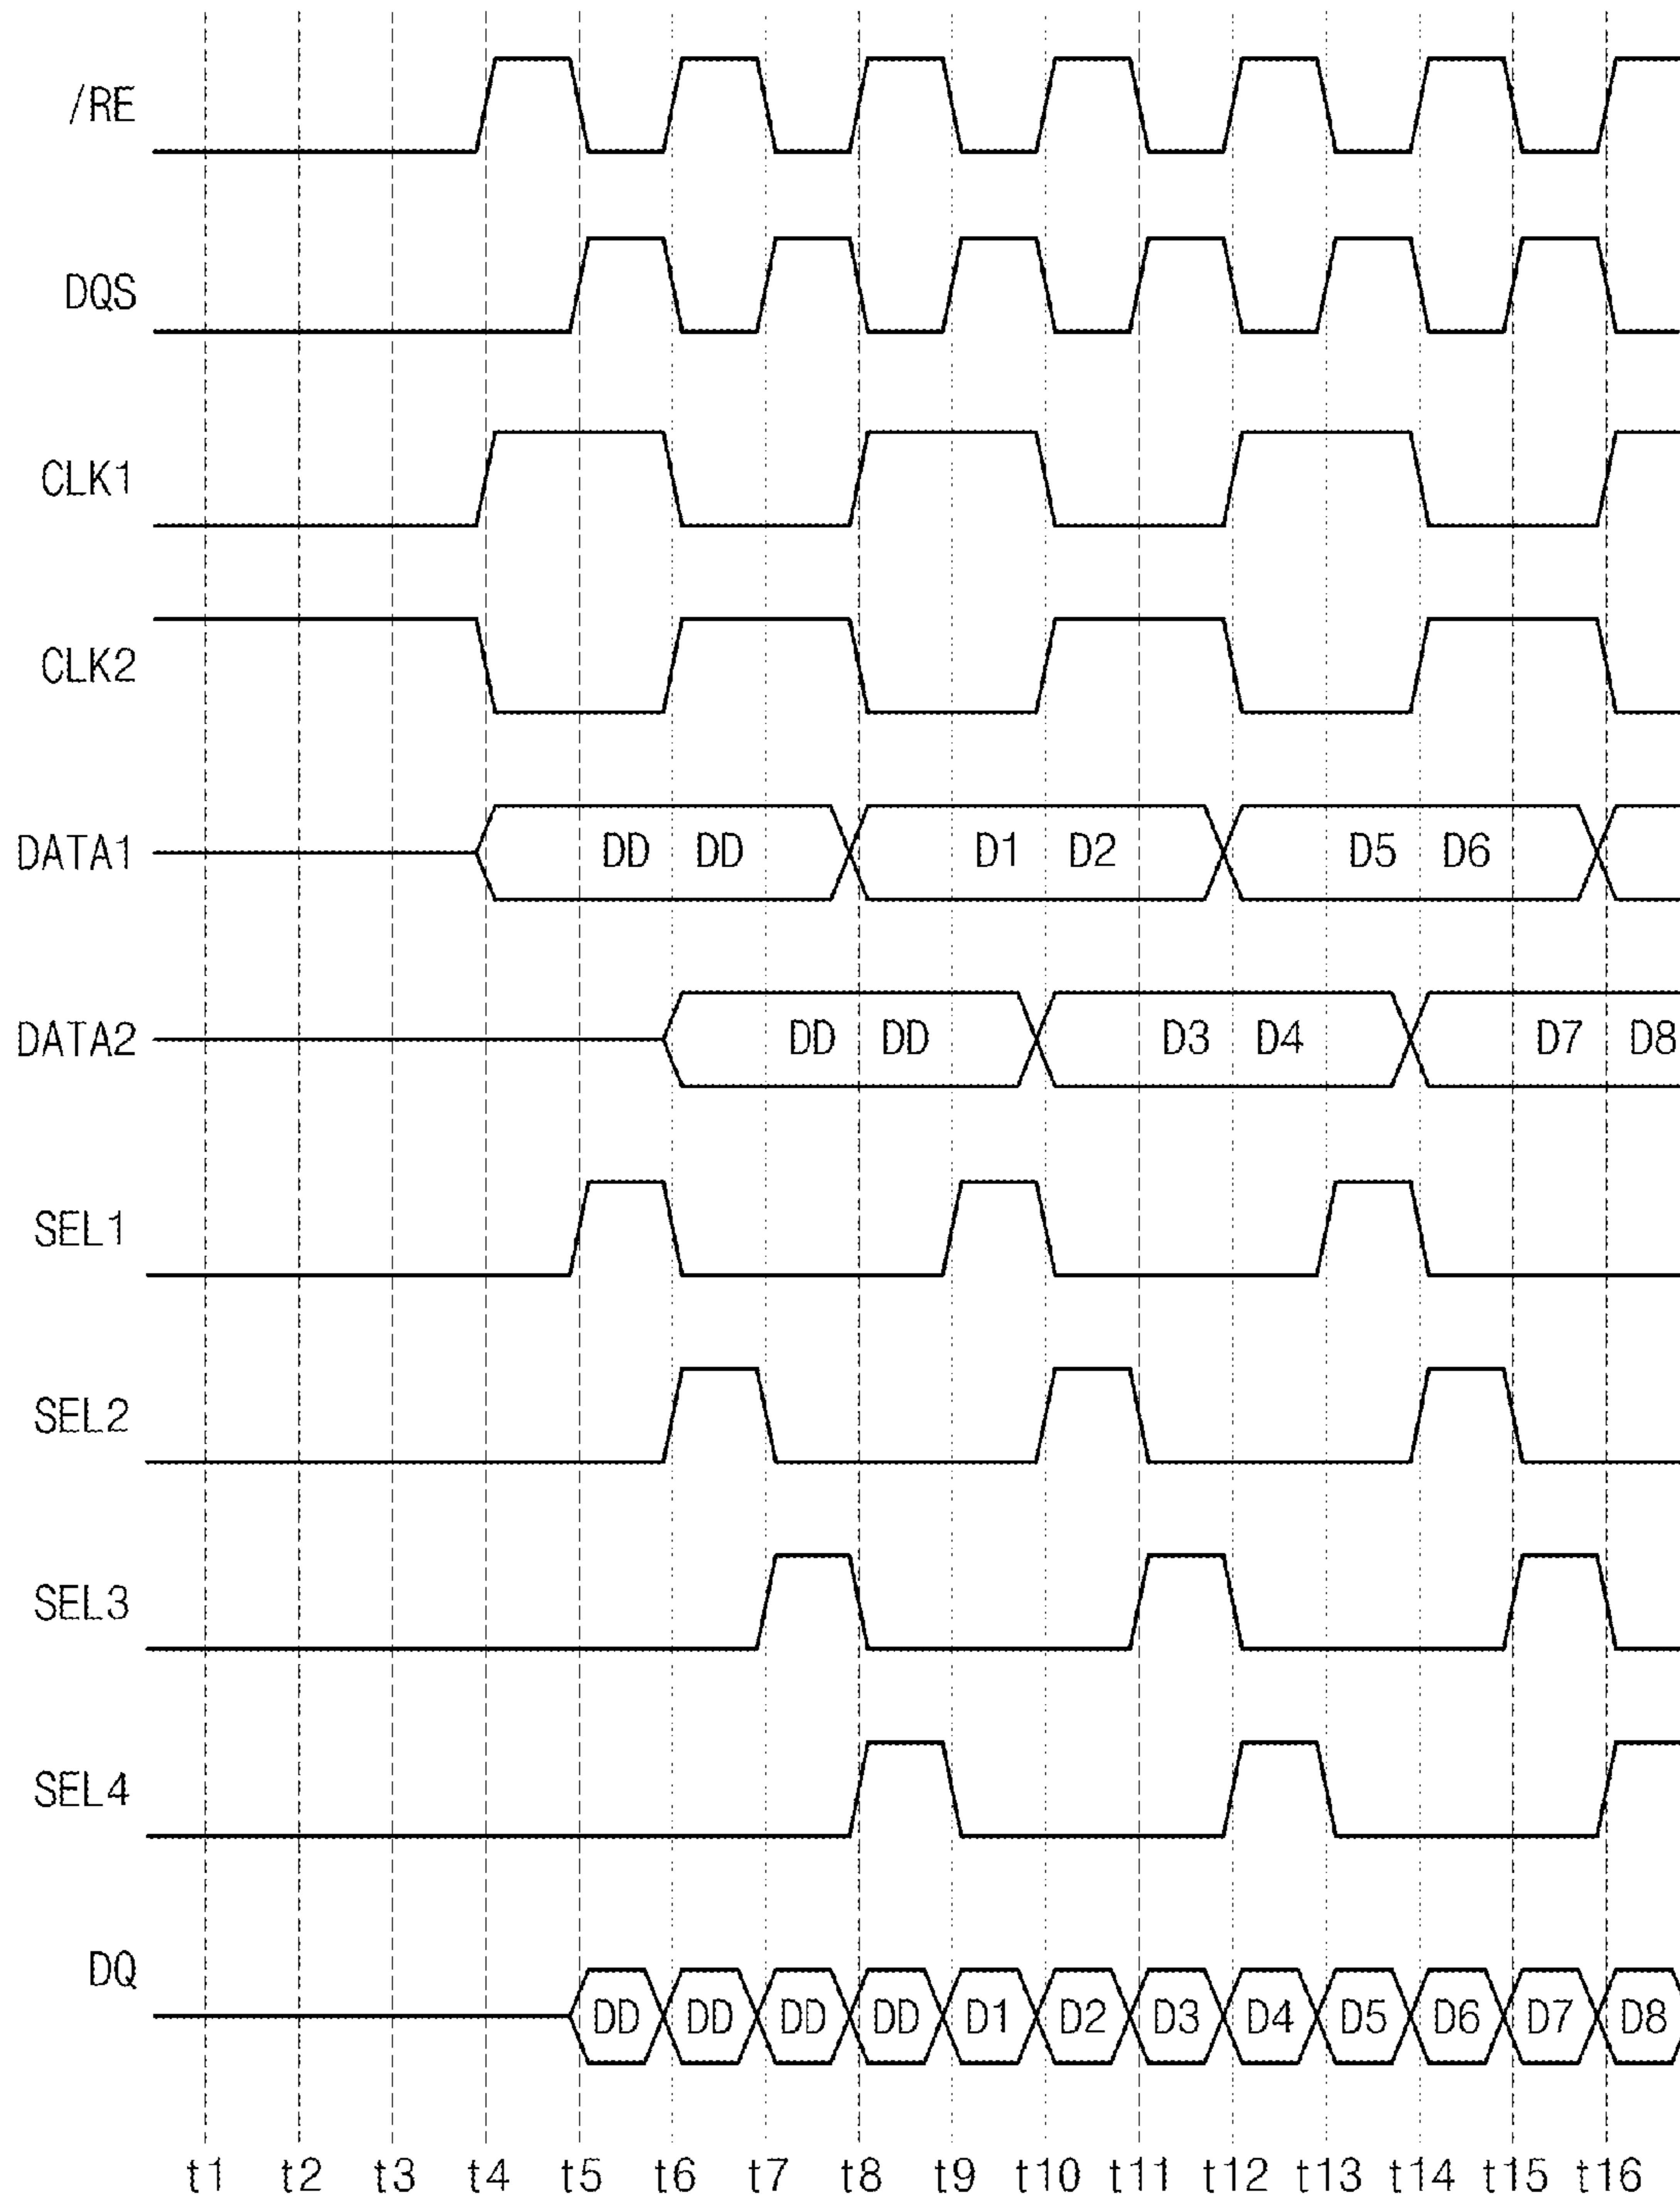 /RE
DQS
CLK1
CLK2
DATA1 DD DD D1 D2 D5 D6
DATA2 DD DD D3 D4 D7 D8
SEL1
SEL2
SEL3
SEL4
DQ DD DD DD DD D1 D2 D3 D4 D5 D6 D7 D8
t1 t2 t3 t4 t5 t6 t7 t8 t9 t10 t11 t12 t13 t14 t15 t16